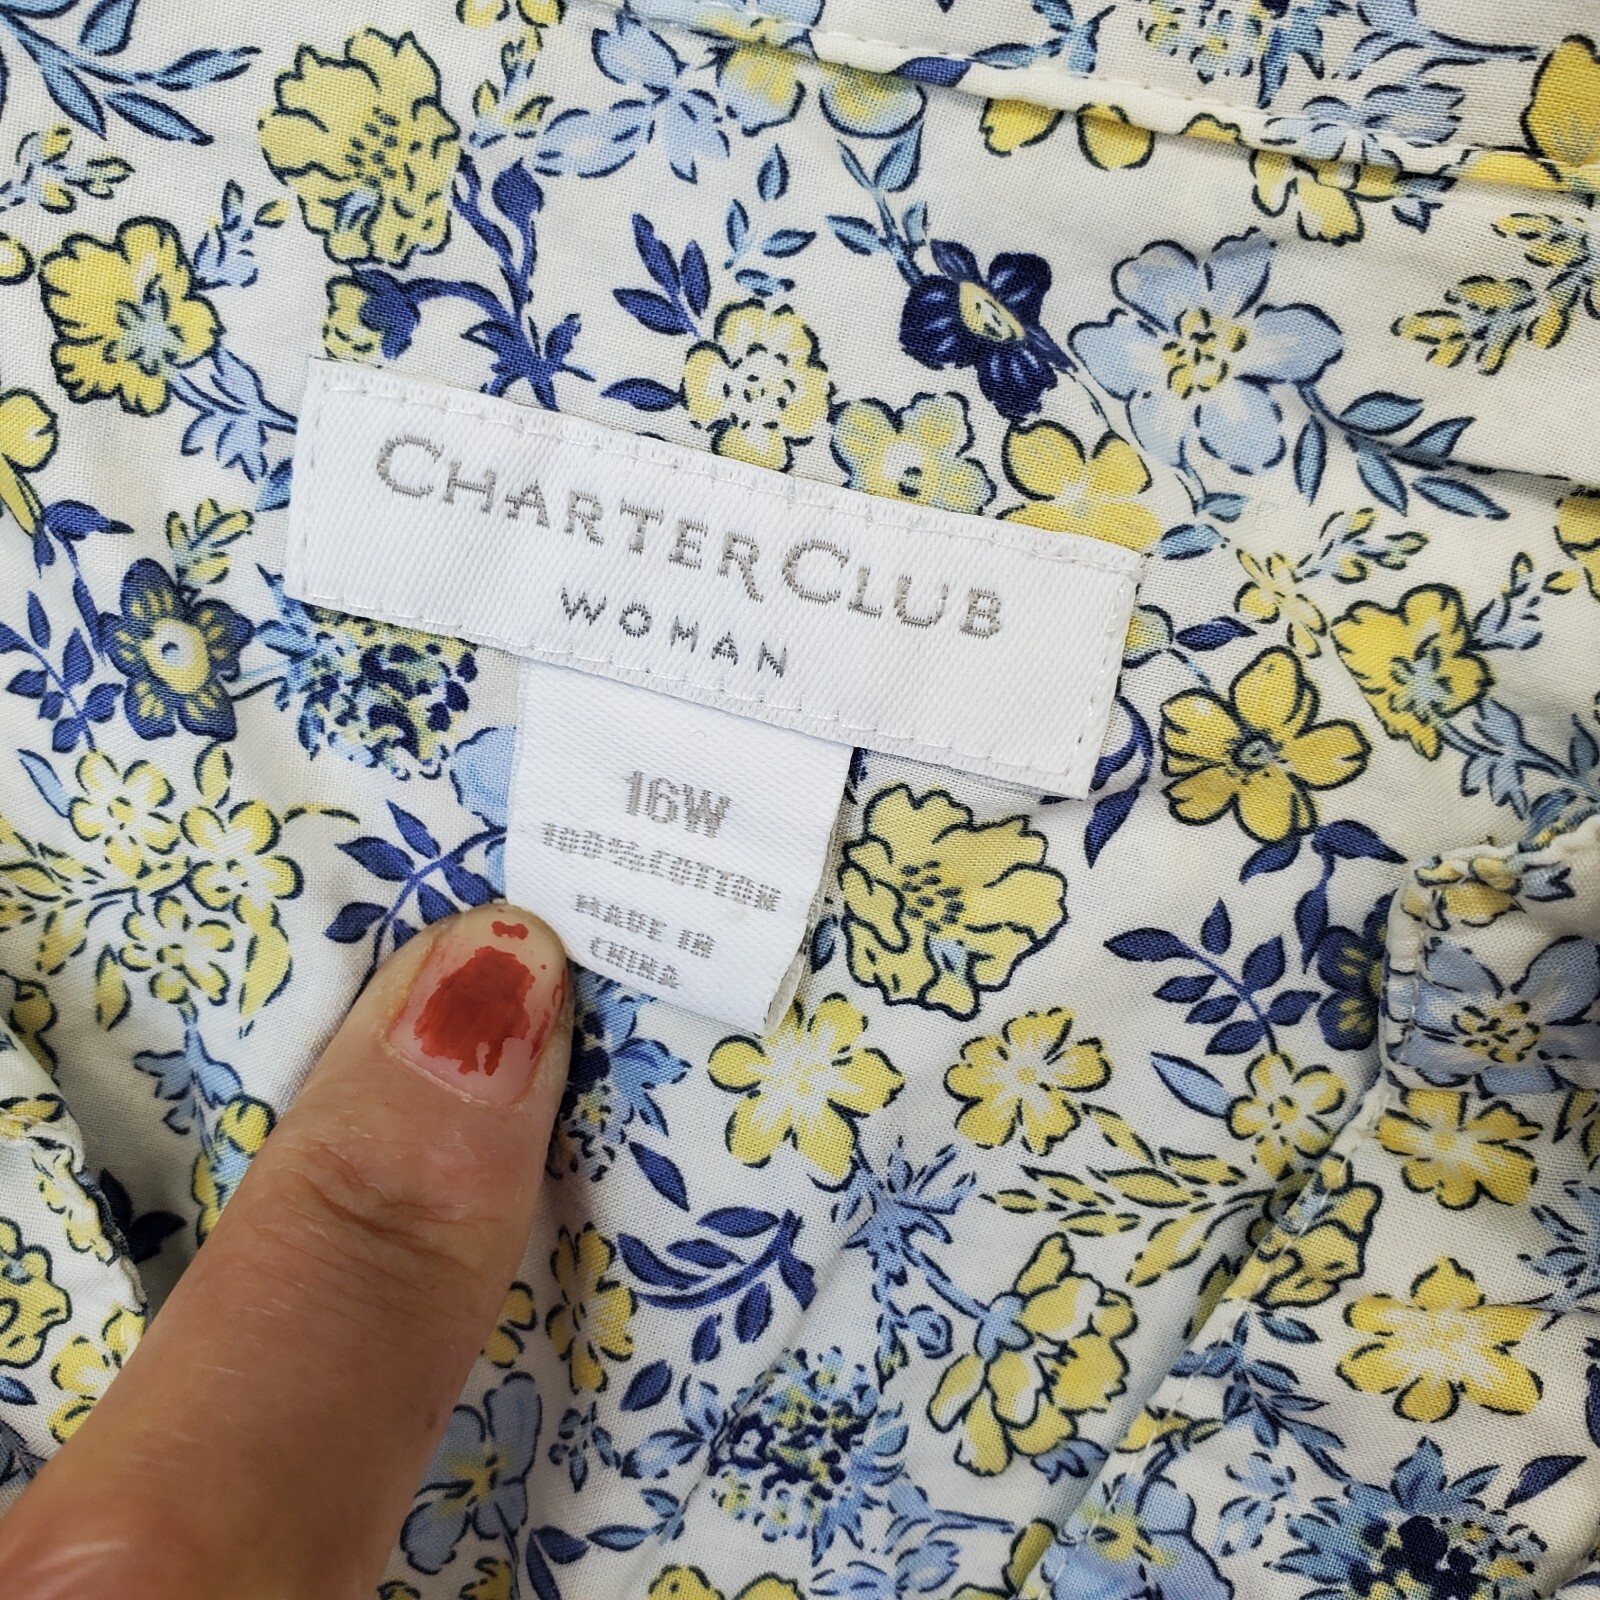 CHARTER CLUB
WOMAN
16W
100% COTTON
MADE IN
CHINA